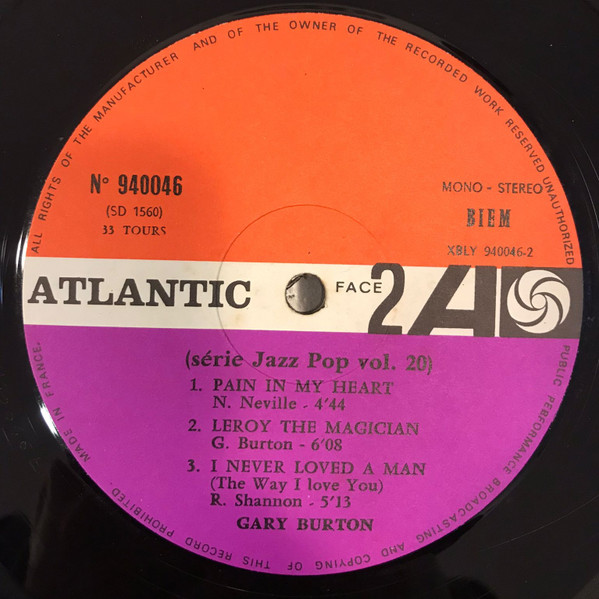 ALL RIGHTS OF THE MANUFACTURER AND OF THE OWNER OF THE RECORDED WORK RESERVED UNAUTHORIZED
PUBLIC PERFORMANCE BROADCASTING AND COPYING OF THIS RECORD PROHIBITED. MADE IN FRANCE.
N° 940046
(SD 1560)
33 TOURS
MONO - STEREO
BIEM
XBLY 940046-2
ATLANTIC
FACE 2
A
(série Jazz Pop vol. 20)
1. PAIN IN MY HEART
N. Neville - 4'44
2. LEROY THE MAGICIAN
G. Burton - 6'08
3. I NEVER LOVED A MAN
(The Way I love You)
R. Shannon - 5'13
GARY BURTON